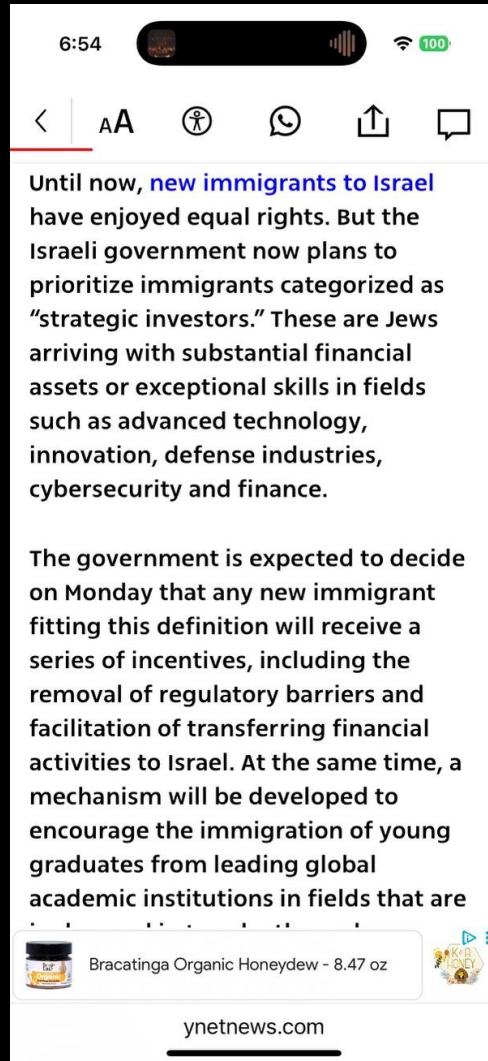 6:54
100
AA
Until now, new immigrants to Israel
have enjoyed equal rights. But the
Israeli government now plans to
prioritize immigrants categorized as
“strategic investors.” These are Jews
arriving with substantial financial
assets or exceptional skills in fields
such as advanced technology,
innovation, defense industries,
cybersecurity and finance.
The government is expected to decide
on Monday that any new immigrant
fitting this definition will receive a
series of incentives, including the
removal of regulatory barriers and
facilitation of transferring financial
activities to Israel. At the same time, a
mechanism will be developed to
encourage the immigration of young
graduates from leading global
academic institutions in fields that are
Bracatinga Organic Honeydew - 8.47 oz
HONEY
ynetnews.com